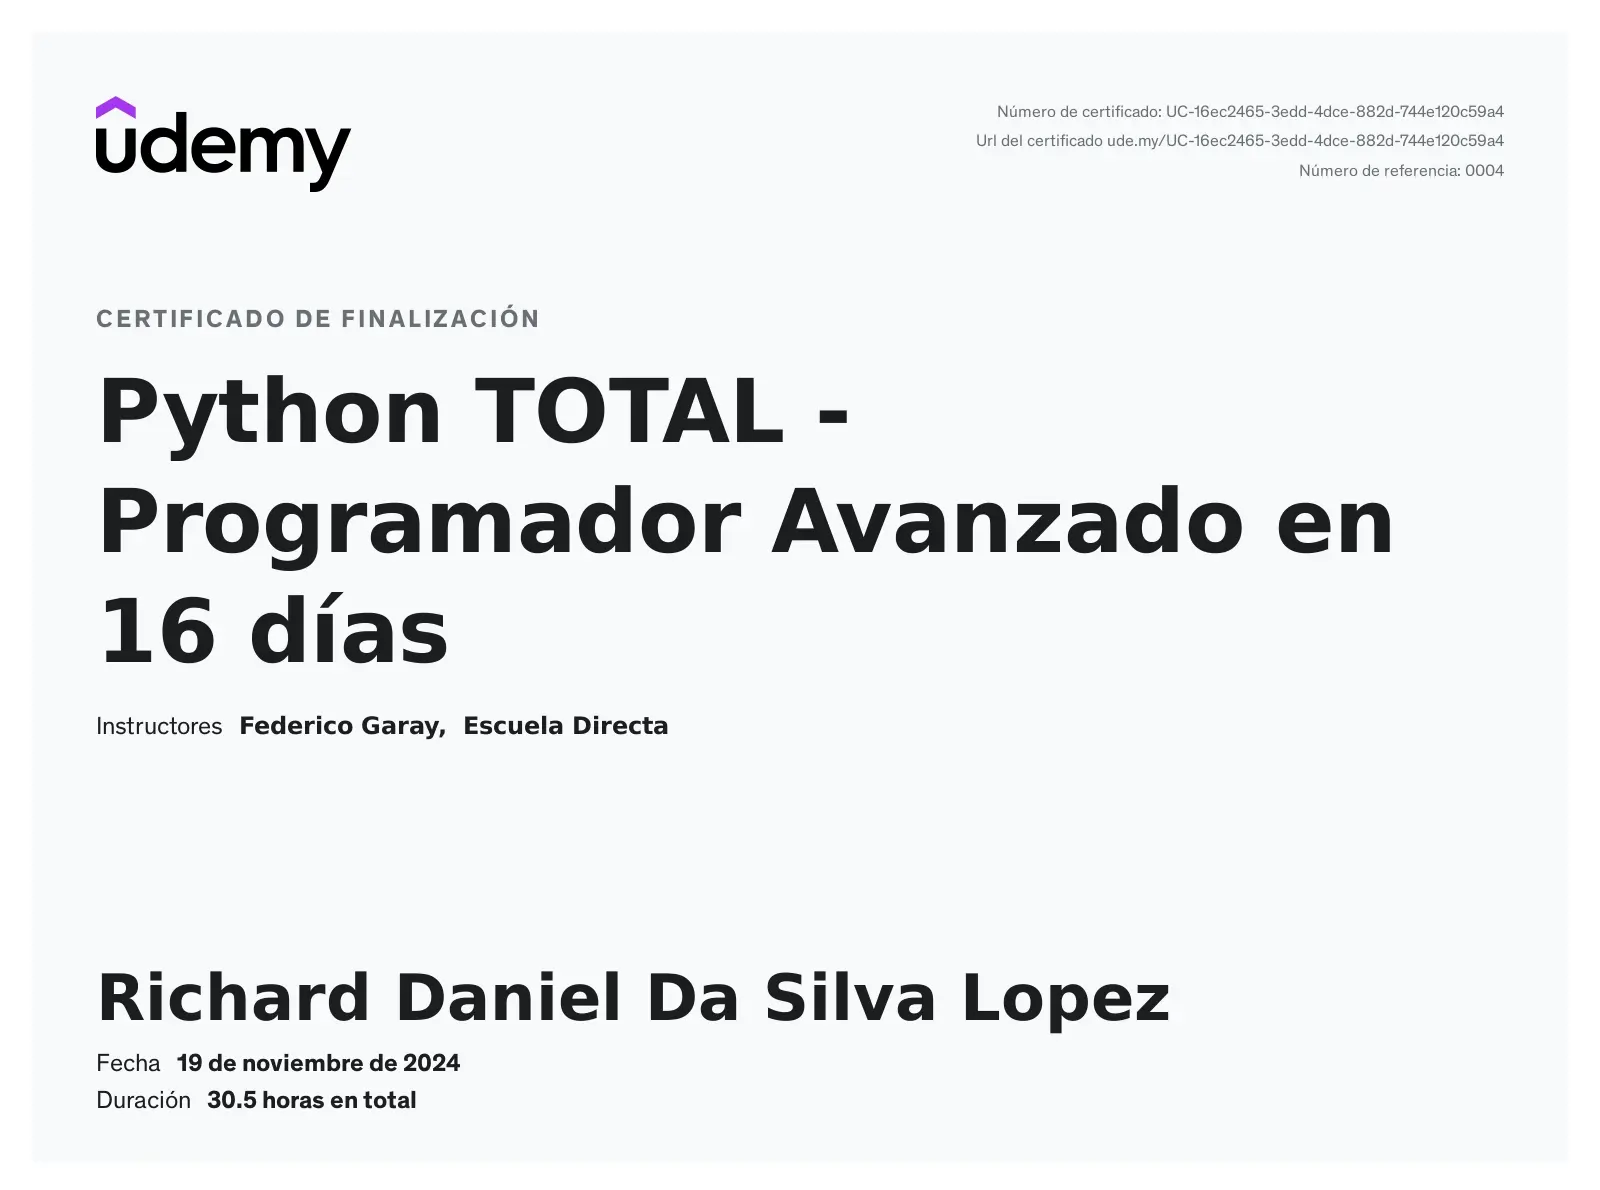 udemy
Número de certificado: UC-16ec2465-3edd-4dce-882d-744e120c59a4
Url del certificado ude.my/UC-16ec2465-3edd-4dce-882d-744e120c59a4
Número de referencia: 0004
CERTIFICADO DE FINALIZACIÓN
Python TOTAL -
Programador Avanzado en
16 días
Instructores Federico Garay, Escuela Directa
Richard Daniel Da Silva Lopez
Fecha 19 de noviembre de 2024
Duración 30.5 horas en total